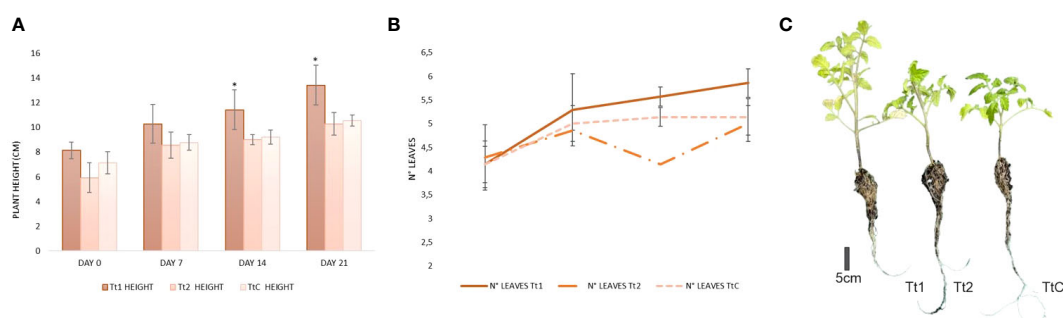 A
PLANT HEIGHT(CM)
16
14
12
10
8
6
4
2
0
*
*
DAY 0 DAY 7 DAY 14 DAY 21
Tt1 HEIGHT Tt2 HEIGHT TtC HEIGHT
B
N° LEAVES
6,5
6
5,5
5
4,5
4
3,5
3
2,5
2
N° LEAVES Tt1 N° LEAVES Tt2 N° LEAVES TtC
C
5cm
Tt1 Tt2 TtC